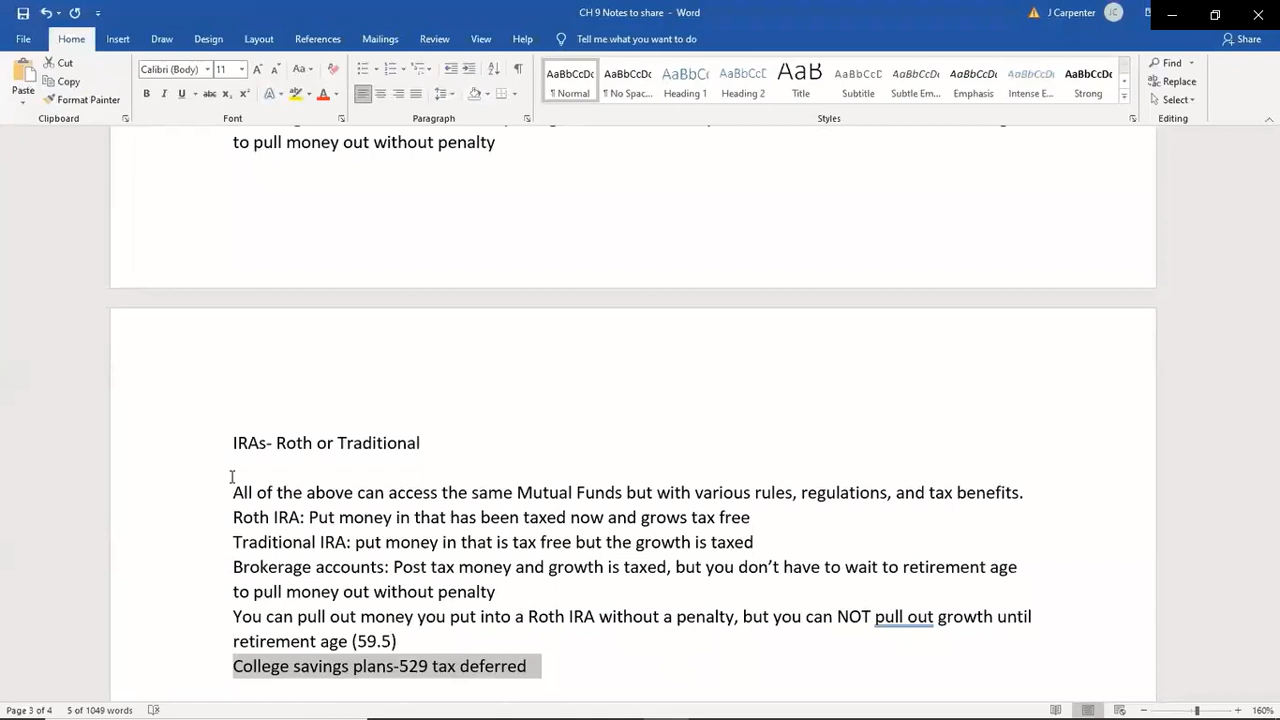 CH 9 Notes to share - Word
J Carpenter JC
File Home Insert Draw Design Layout References Mailings Review View Help Tell me what you want to do Share
Paste
Cut
Copy
Format Painter
Clipboard
Calibri (Body) 11
Font
Paragraph
AaBbCcDc AaBbCcDc AaBbCc AaBbCcC AaB AaBbCcC AaBbCcDc AaBbCcDc AaBbCcDc AaBbCcDc
¶ Normal ¶ No Spac... Heading 1 Heading 2 Title Subtitle Subtle Em... Emphasis Intense E... Strong
Styles
Find
Replace
Select
Editing
to pull money out without penalty
IRAs- Roth or Traditional
All of the above can access the same Mutual Funds but with various rules, regulations, and tax benefits.
Roth IRA: Put money in that has been taxed now and grows tax free
Traditional IRA: put money in that is tax free but the growth is taxed
Brokerage accounts: Post tax money and growth is taxed, but you don't have to wait to retirement age
to pull money out without penalty
You can pull out money you put into a Roth IRA without a penalty, but you can NOT pull out growth until
retirement age (59.5)
College savings plans-529 tax deferred
Page 3 of 4 5 of 1049 words 160%